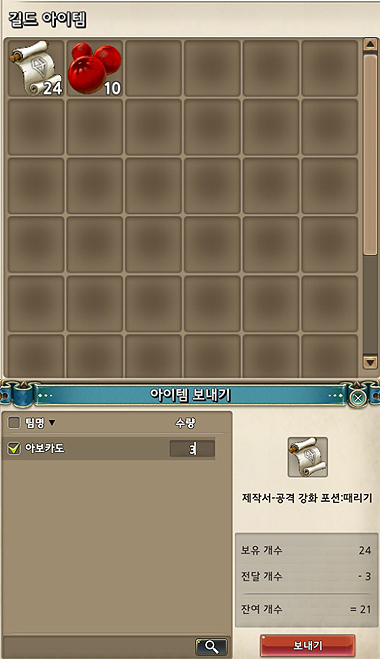 길드 아이템
24 10
아이템 보내기
팀명 ▼ 수량
아보카도 3
제작서-공격 강화 포션:때리기
보유 개수 24
전달 개수 - 3
잔여 개수 = 21
보내기